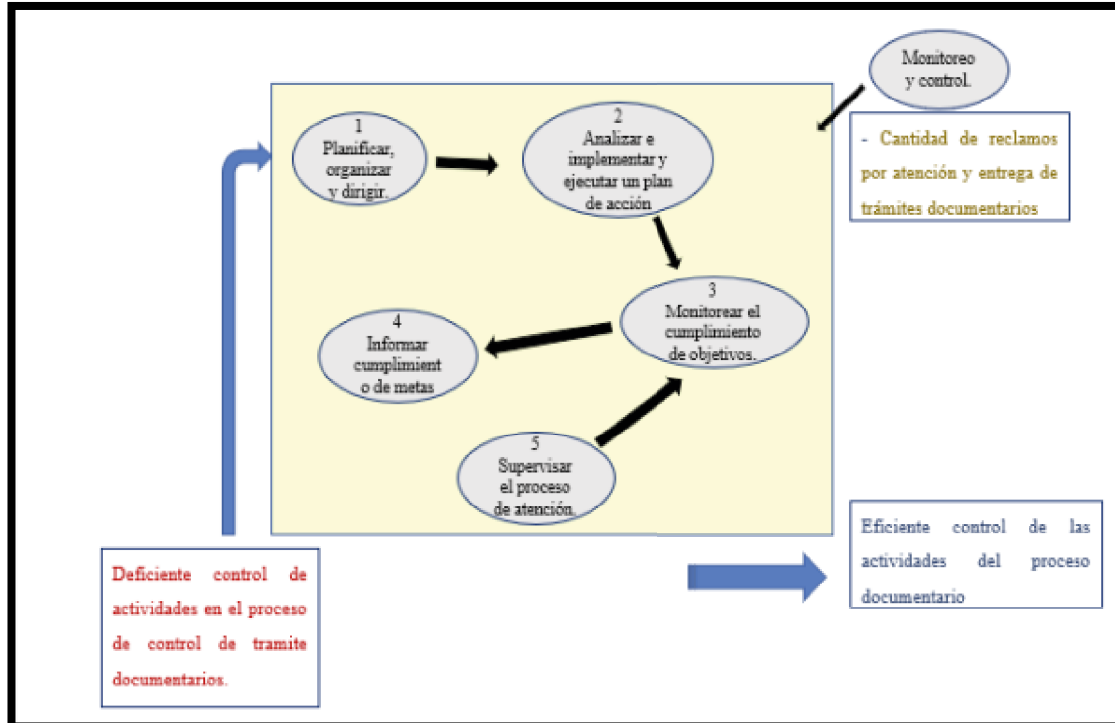 Monitoreo
y control.
1
Planificar,
organizar
y dirigir.
2
Analizar e
implementar y
ejecutar un plan
de acción
- Cantidad de reclamos
por atención y entrega de
trámites documentarios
3
Monitorear el
cumplimiento
de objetivos.
4
Informar
cumplimient
o de metas
5
Supervisar
el proceso
de atención.
Deficiente control de
actividades en el proceso
de control de tramite
documentarios.
Eficiente control de las
actividades del proceso
documentario